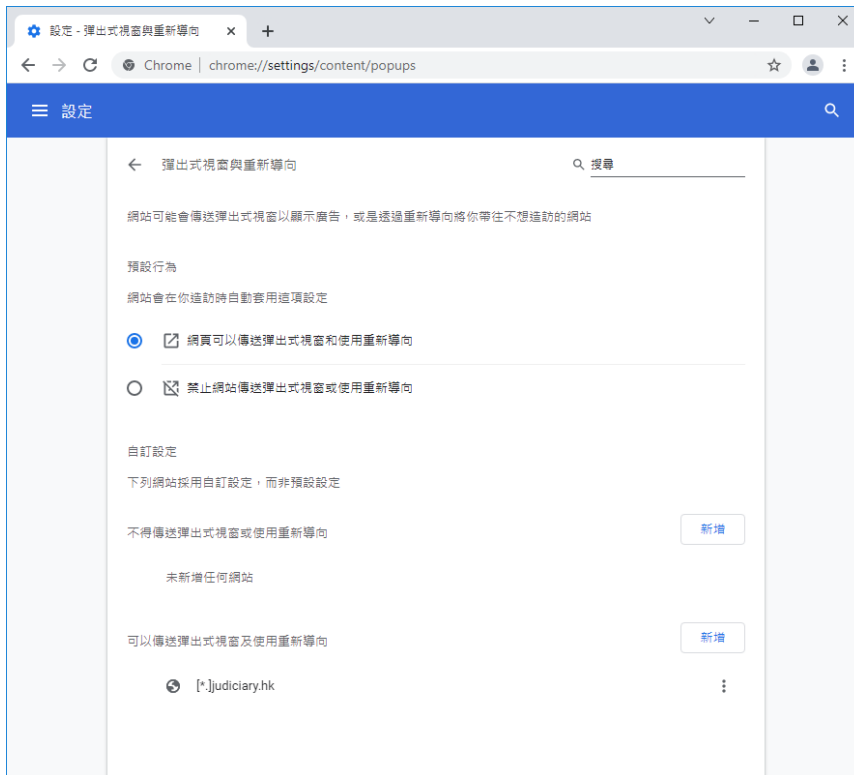 設定 - 彈出式視窗與重新導向
Chrome | chrome://settings/content/popups
設定
彈出式視窗與重新導向
搜尋
網站可能會傳送彈出式視窗以顯示廣告，或是透過重新導向將你帶往不想造訪的網站
預設行為
網站會在你造訪時自動套用這項設定
網頁可以傳送彈出式視窗和使用重新導向
禁止網站傳送彈出式視窗或使用重新導向
自訂設定
下列網站採用自訂設定，而非預設設定
不得傳送彈出式視窗或使用重新導向
新增
未新增任何網站
可以傳送彈出式視窗及使用重新導向
新增
[*.]judiciary.hk